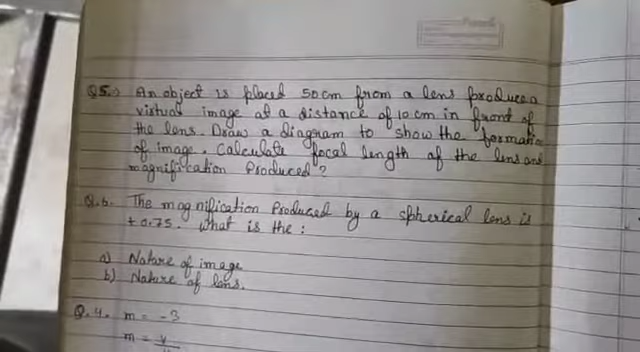 Q5.) An object is placed 50 cm from a lens produces a
virtual image at a distance of 10 cm in front of
the lens. Draw a diagram to show the formation
of image. Calculate focal length of the lens and
magnification Produced?
Q.6. The magnification Produced by a spherical lens is
+0.75. What is the :
a) Nature of image
b) Nature of lens.
Q.4. m = -3
m = v